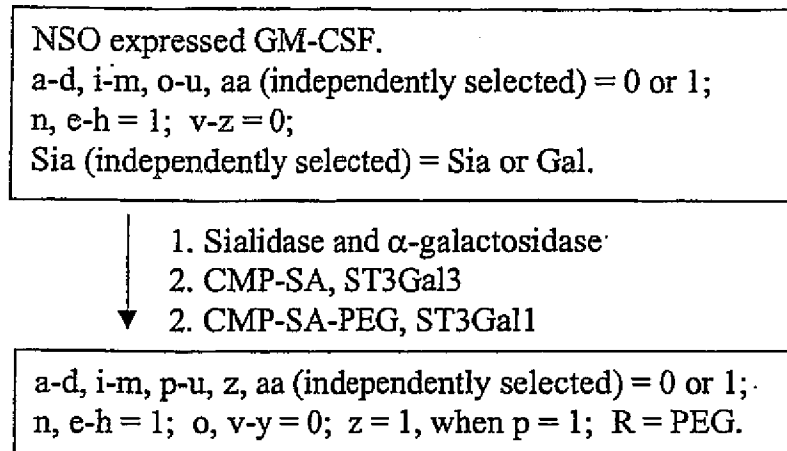 NSO expressed GM-CSF.
a-d, i-m, o-u, aa (independently selected) = 0 or 1;
n, e-h = 1; v-z = 0;
Sia (independently selected) = Sia or Gal.
1. Sialidase and α-galactosidase
2. CMP-SA, ST3Gal3
2. CMP-SA-PEG, ST3Gal1
a-d, i-m, p-u, z, aa (independently selected) = 0 or 1;
n, e-h = 1; o, v-y = 0; z = 1, when p = 1; R = PEG.